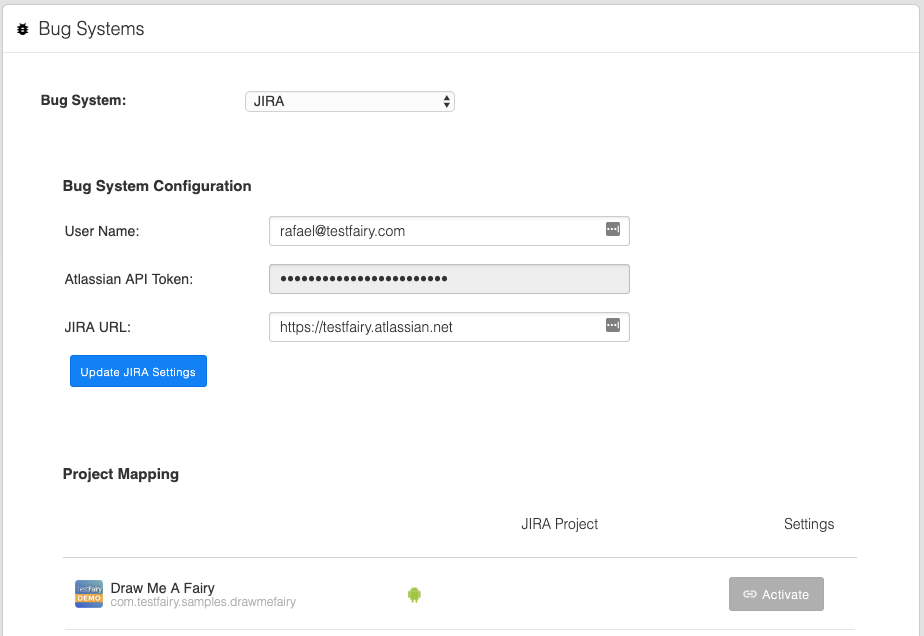 Bug Systems
Bug System: JIRA
Bug System Configuration
User Name: rafael@testfairy.com
Atlassian API Token: ••••••••••••••••••••••••
JIRA URL: https://testfairy.atlassian.net
Update JIRA Settings
Project Mapping
JIRA Project Settings
TestFairy
DEMO
Draw Me A Fairy
com.testfairy.samples.drawmefairy
Activate